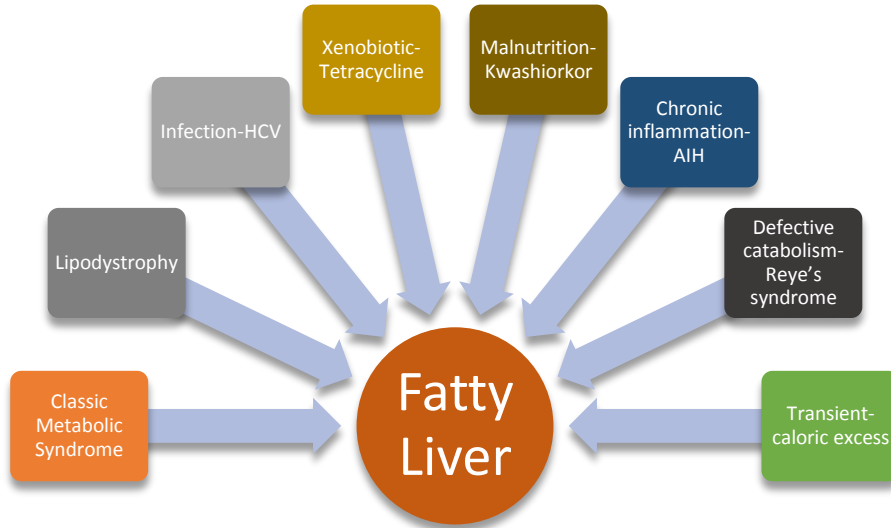 Classic
Metabolic
Syndrome
Lipodystrophy
Infection-HCV
Xenobiotic-
Tetracycline
Malnutrition-
Kwashiorkor
Chronic
inflammation-
AIH
Defective
catabolism-
Reye’s
syndrome
Transient-
caloric excess
Fatty
Liver